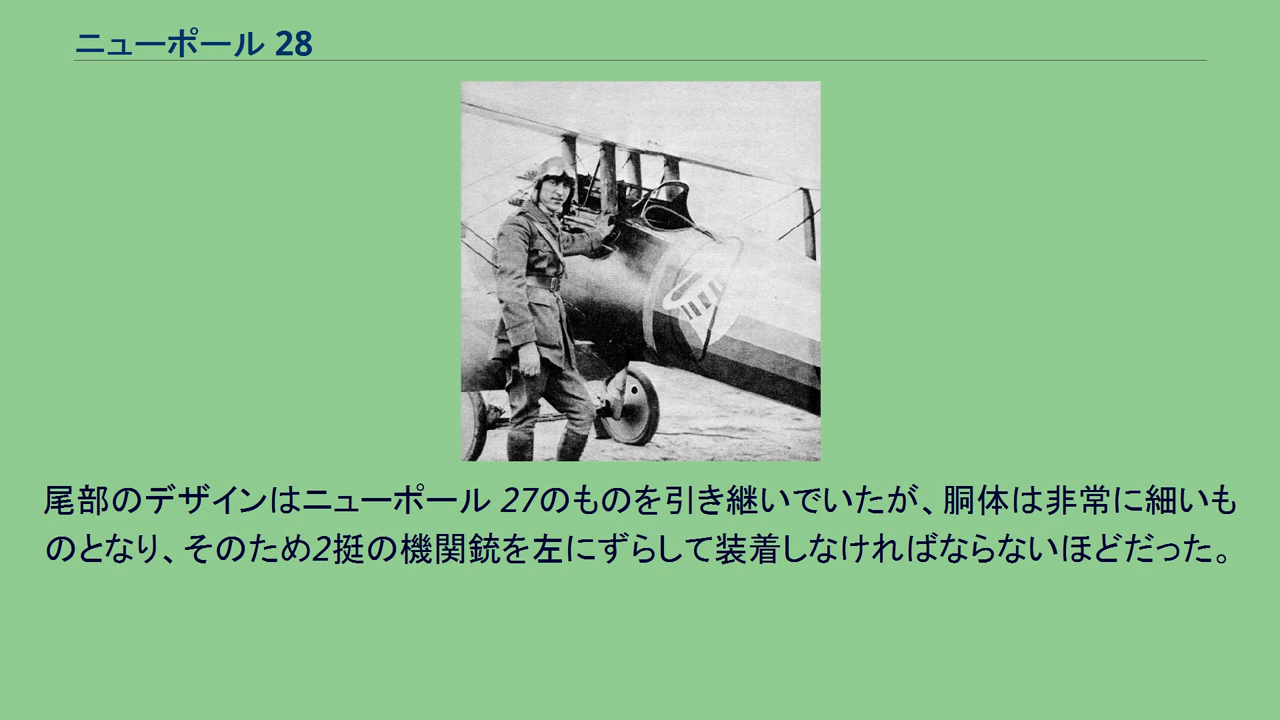 ニューポール 28
尾部のデザインはニューポール 27のものを引き継いでいたが、胴体は非常に細いも
のとなり、そのため2挺の機関銃を左にずらして装着しなければならないほどだった。